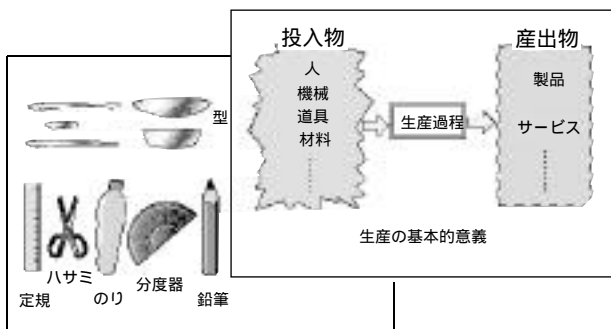 投入物
人
機械
道具
材料
生産過程
産出物
製品
サービス
生産の基本的意義
型
定規
ハサミ
のり
分度器
鉛筆